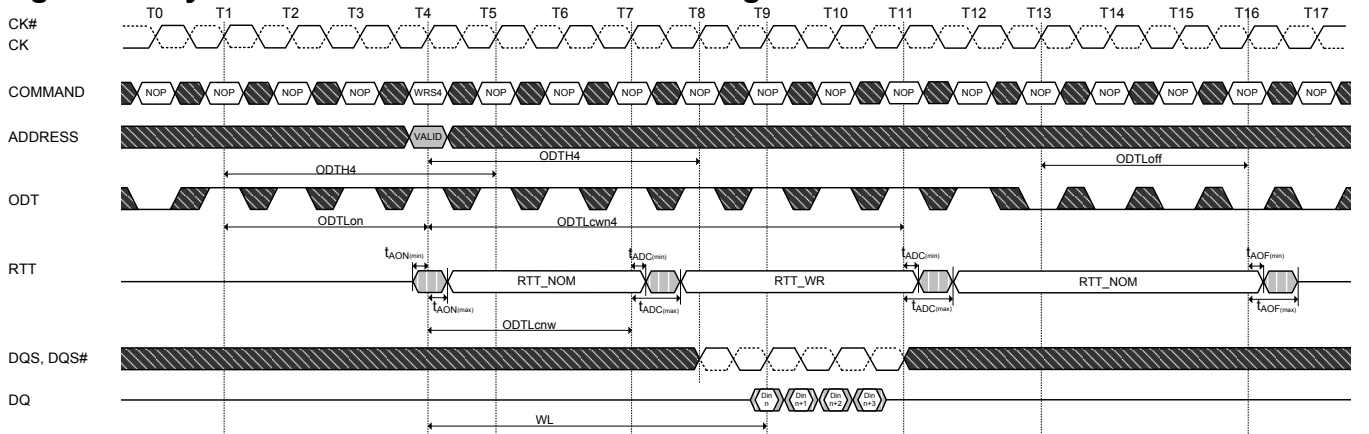 T0 T1 T2 T3 T4 T5 T6 T7 T8 T9 T10 T11 T12 T13 T14 T15 T16 T17
CK#
CK
COMMAND NOP NOP NOP NOP WRS4 NOP NOP NOP NOP NOP NOP NOP NOP NOP NOP NOP NOP NOP
ADDRESS VALID
ODTH4 ODTLoff
ODTH4
ODT
ODTLon ODTLcwn4
tAON(min) tADC(min) tADC(min) tAOF(min)
RTT RTT_NOM RTT_WR RTT_NOM
tAON(max) tADC(max) tADC(max) tAOF(max)
ODTLcnw
DQS, DQS#
DQ Din n Din n+1 Din n+2 Din n+3
WL